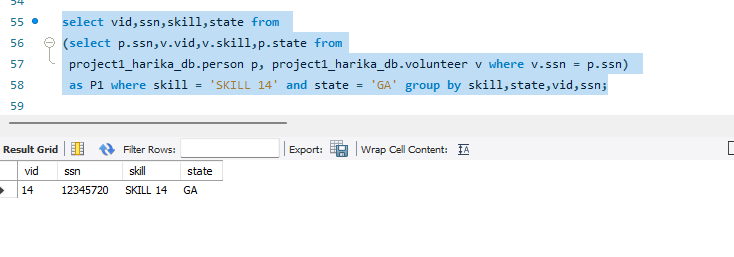 54
55 select vid,ssn,skill,state from
56 (select p.ssn,v.vid,v.skill,p.state from
57 project1_harika_db.person p, project1_harika_db.volunteer v where v.ssn = p.ssn)
58 as P1 where skill = 'SKILL 14' and state = 'GA' group by skill,state,vid,ssn;
59
Result Grid Filter Rows: Export: Wrap Cell Content:
vid ssn skill state
14 12345720 SKILL 14 GA